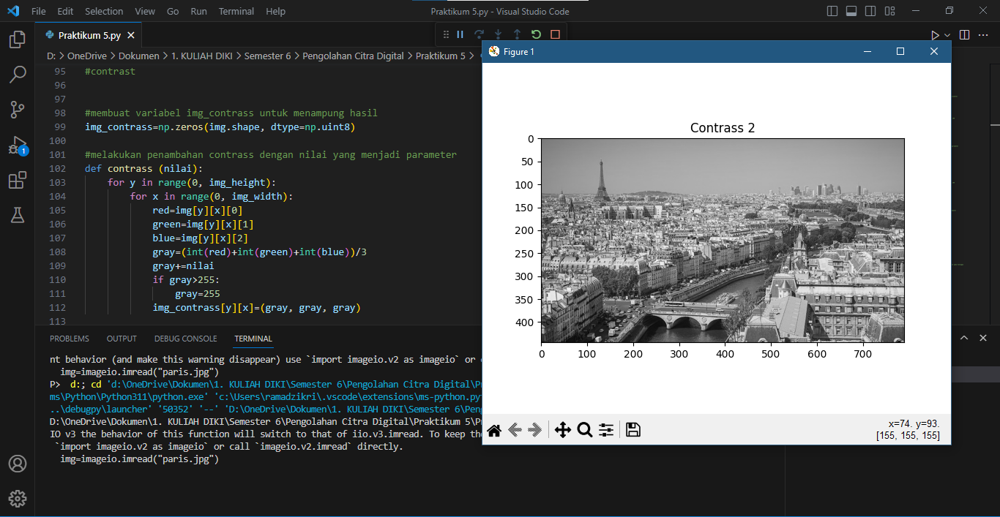 File Edit Selection View Go Run Terminal Help
Praktikum 5.py - Visual Studio Code
Praktikum 5.py
D: > OneDrive > Dokumen > 1. KULIAH DIKI > Semester 6 > Pengolahan Citra Digital > Praktikum 5 >
95 #contrast
96
97
98 #membuat variabel img_contrass untuk menampung hasil
99 img_contrass=np.zeros(img.shape, dtype=np.uint8)
100
101 #melakukan penambahan contrass dengan nilai yang menjadi parameter
102 def contrass (nilai):
103 for y in range(0, img_height):
104 for x in range(0, img_width):
105 red=img[y][x][0]
106 green=img[y][x][1]
107 blue=img[y][x][2]
108 gray=(int(red)+int(green)+int(blue))/3
109 gray+=nilai
110 if gray>255:
111 gray=255
112 img_contrass[y][x]=(gray, gray, gray)
113
1
PROBLEMS OUTPUT DEBUG CONSOLE TERMINAL
nt behavior (and make this warning disappear) use `import imageio.v2 as imageio` or
img=imageio.imread("paris.jpg")
P> d:; cd 'd:\OneDrive\Dokumen\1. KULIAH DIKI\Semester 6\Pengolahan Citra Digital\
ms\Python\Python311\python.exe' 'c:\Users\ramadzikri\.vscode\extensions\ms-python.py
..\debugpy\launcher' '50352' '--' 'D:\OneDrive\Dokumen\1. KULIAH DIKI\Semester 6\
D:\OneDrive\Dokumen\1. KULIAH DIKI\Semester 6\Pengolahan Citra Digital\Praktikum 5\
IO v3 the behavior of this function will switch to that of iio.v3.imread. To keep the
`import imageio.v2 as imageio` or call `imageio.v2.imread` directly.
img=imageio.imread("paris.jpg")
Figure 1
Contrass 2
0
50
100
150
200
250
300
350
400
0 100 200 300 400 500 600 700
x=74. y=93.
[155, 155, 155]